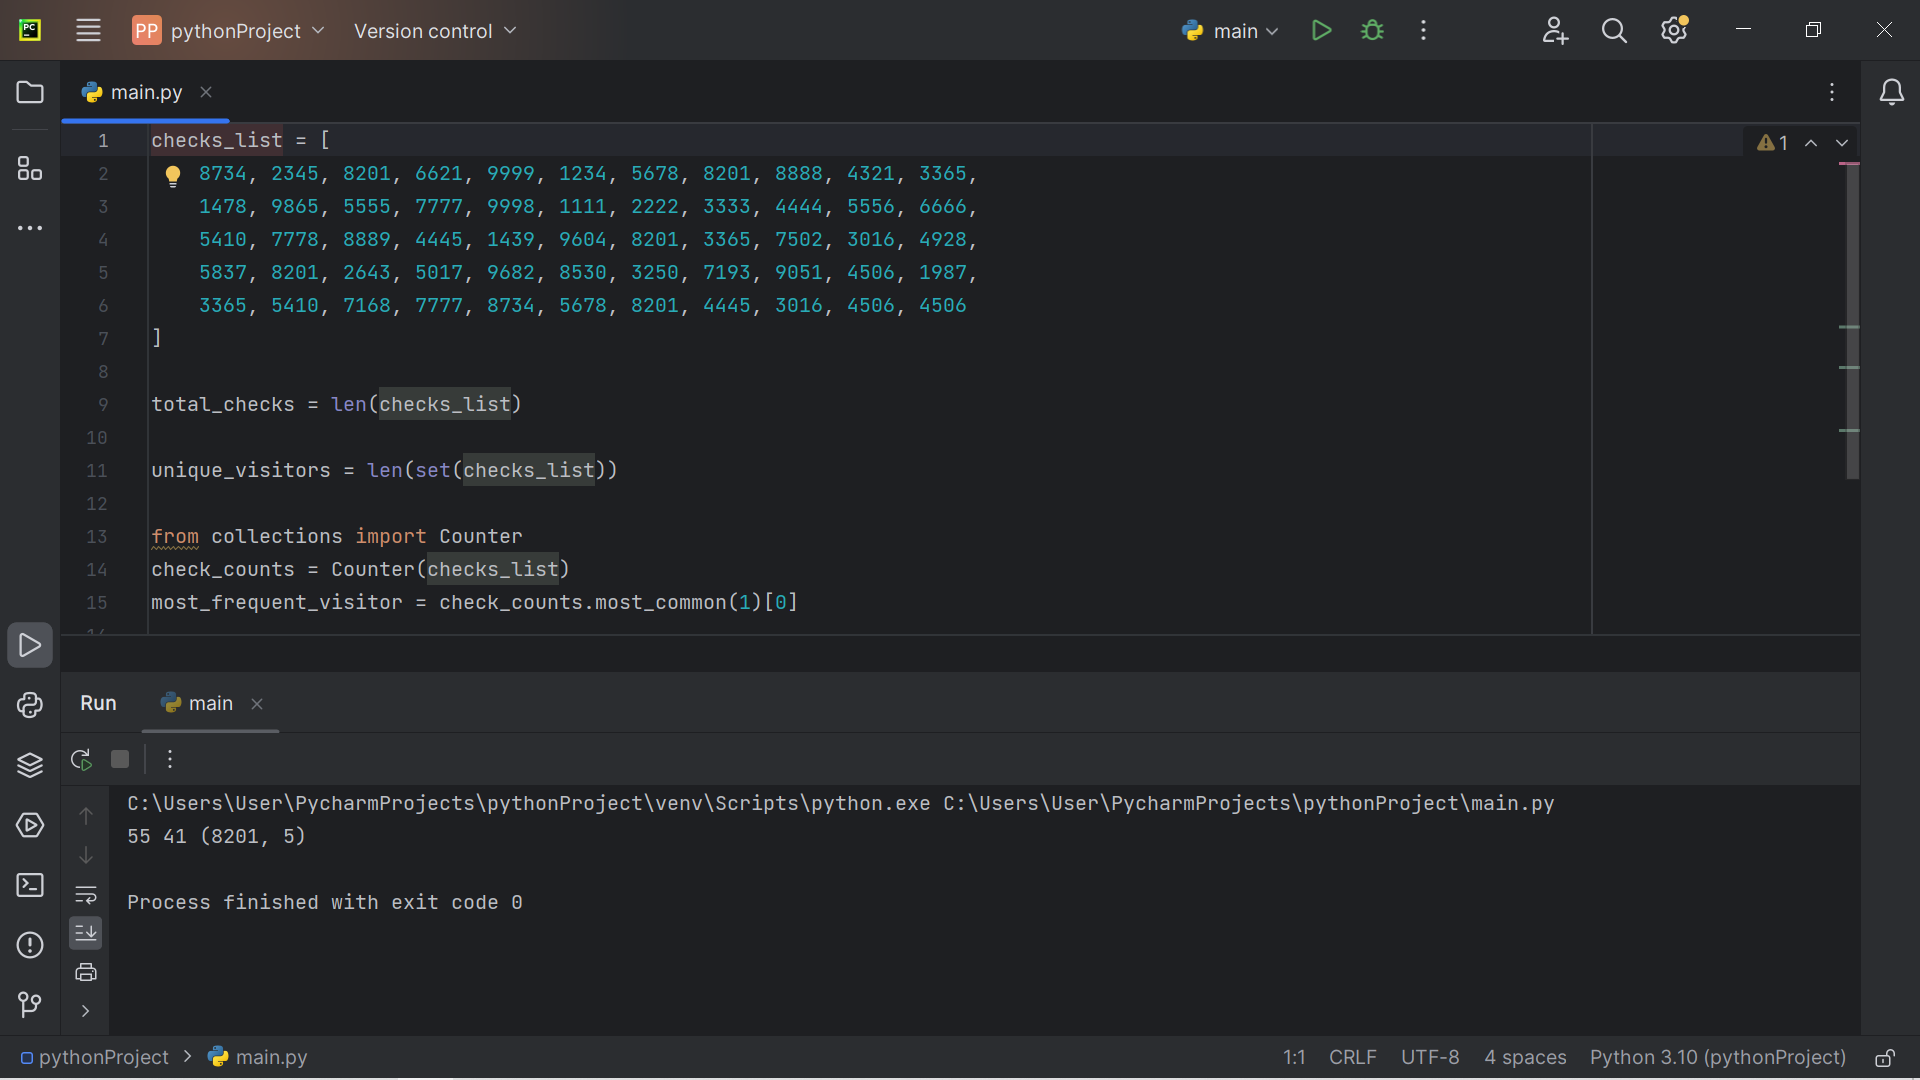 PC
PP pythonProject Version control main
main.py
1 checks_list = [ 1
2 8734, 2345, 8201, 6621, 9999, 1234, 5678, 8201, 8888, 4321, 3365,
3 1478, 9865, 5555, 7777, 9998, 1111, 2222, 3333, 4444, 5556, 6666,
4 5410, 7778, 8889, 4445, 1439, 9604, 8201, 3365, 7502, 3016, 4928,
5 5837, 8201, 2643, 5017, 9682, 8530, 3250, 7193, 9051, 4506, 1987,
6 3365, 5410, 7168, 7777, 8734, 5678, 8201, 4445, 3016, 4506, 4506
7 ]
8
9 total_checks = len(checks_list)
10
11 unique_visitors = len(set(checks_list))
12
13 from collections import Counter
14 check_counts = Counter(checks_list)
15 most_frequent_visitor = check_counts.most_common(1)[0]
Run main
C:\Users\User\PycharmProjects\pythonProject\venv\Scripts\python.exe C:\Users\User\PycharmProjects\pythonProject\main.py
55 41 (8201, 5)
Process finished with exit code 0
pythonProject > main.py 1:1 CRLF UTF-8 4 spaces Python 3.10 (pythonProject)